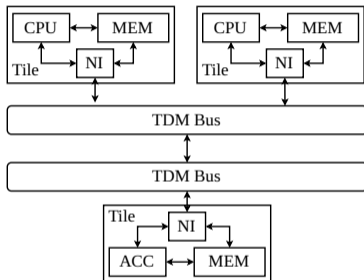 CPU MEM CPU MEM
NI NI
Tile Tile
TDM Bus
TDM Bus
Tile
NI
ACC MEM